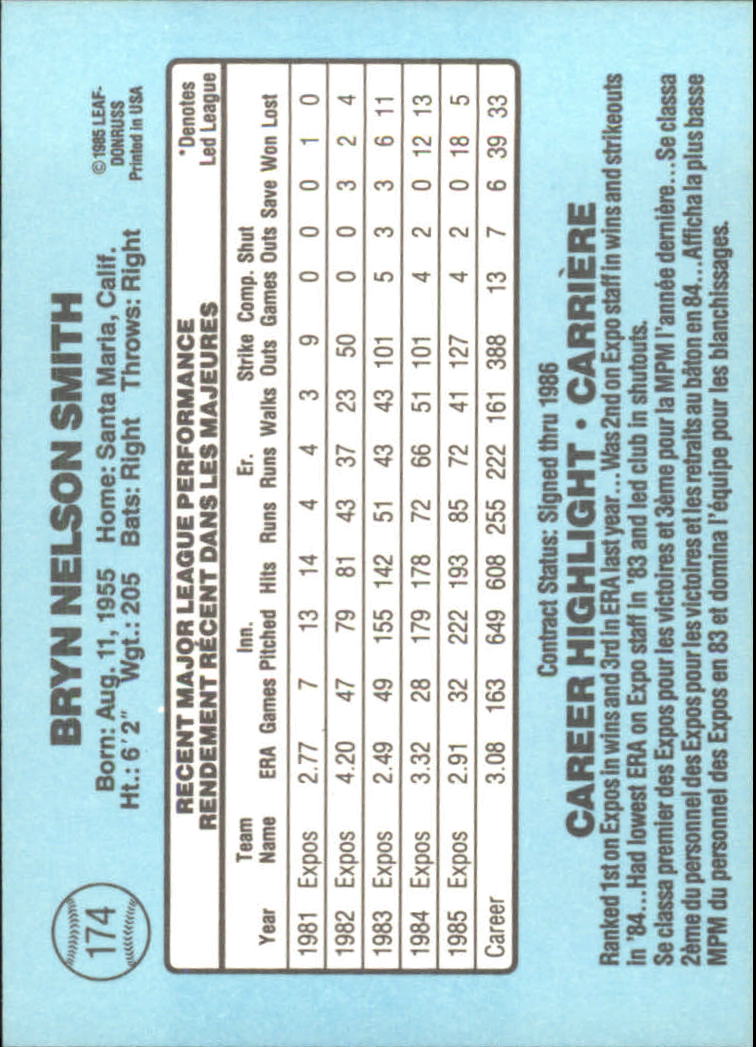 174
BRYN NELSON SMITH
Born: Aug. 11, 1955 Home: Santa Maria, Calif.
Ht.: 6' 2" Wgt.: 205 Bats: Right Throws: Right
© 1985 LEAF-
DONRUSS
Printed in USA
RECENT MAJOR LEAGUE PERFORMANCE
RENDEMENT RECENT DANS LES MAJEURES
*Denotes
Led League
Team Inn. Er. Strike Comp. Shut
Year Name ERA Games Pitched Hits Runs Runs Walks Outs Games Outs Save Won Lost
1981 Expos 2.77 7 13 14 4 4 3 9 0 0 0 1 0
1982 Expos 4.20 47 79 81 43 37 23 50 0 0 3 2 4
1983 Expos 2.49 49 155 142 51 43 43 101 5 3 3 6 11
1984 Expos 3.32 28 179 178 72 66 51 101 4 2 0 12 13
1985 Expos 2.91 32 222 193 85 72 41 127 4 2 0 18 5
Career 3.08 163 649 608 255 222 161 388 13 7 6 39 33
Contract Status: Signed thru 1986
CAREER HIGHLIGHT • CARRIÈRE
Ranked 1st on Expos in wins and 3rd in ERA last year...Was 2nd on Expo staff in wins and strikeouts
in '84...Had lowest ERA on Expo staff in '83 and led club in shutouts.
Se classa premier des Expos pour les victoires et 3ème pour la MPM l'année dernière...Se classa
2ème du personnel des Expos pour les victoires et les retraits au bâton en 84...Afficha la plus basse
MPM du personnel des Expos en 83 et domina l'équipe pour les blanchissages.